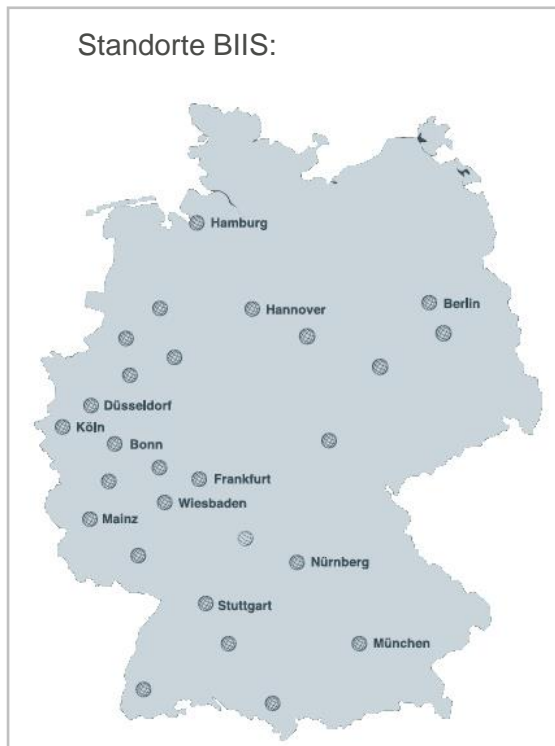 Standorte BIIS:
Hamburg
Hannover
Berlin
Düsseldorf
Köln
Bonn
Frankfurt
Wiesbaden
Mainz
Nürnberg
Stuttgart
München